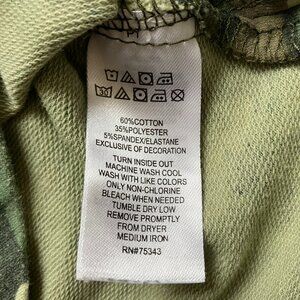 60%COTTON
35%POLYESTER
5%SPANDEX/ELASTANE
EXCLUSIVE OF DECORATION
TURN INSIDE OUT
MACHINE WASH COOL
WASH WITH LIKE COLORS
ONLY NON-CHLORINE
BLEACH WHEN NEEDED
TUMBLE DRY LOW
REMOVE PROMPTLY
FROM DRYER
MEDIUM IRON
RN#75343